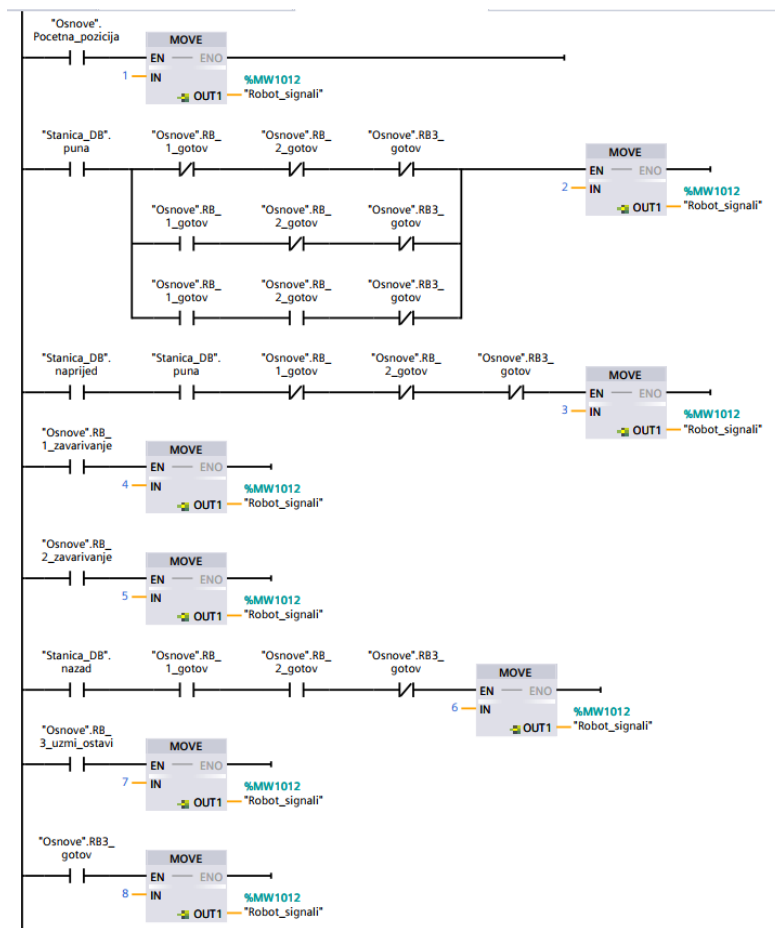 "Osnove".
Pocetna_pozicija
MOVE
EN ENO
1 IN
%MW1012
OUT1 "Robot_signali"
"Stanica_DB".
puna
"Osnove".RB_
1_gotov
"Osnove".RB_
2_gotov
"Osnove".RB3_
gotov
MOVE
EN ENO
2 IN
%MW1012
OUT1 "Robot_signali"
"Osnove".RB_
1_gotov
"Osnove".RB_
2_gotov
"Osnove".RB3_
gotov
"Osnove".RB_
1_gotov
"Osnove".RB_
2_gotov
"Osnove".RB3_
gotov
"Stanica_DB".
naprijed
"Stanica_DB".
puna
"Osnove".RB_
1_gotov
"Osnove".RB_
2_gotov
"Osnove".RB3_
gotov
MOVE
EN ENO
3 IN
%MW1012
OUT1 "Robot_signali"
"Osnove".RB_
1_zavarivanje
MOVE
EN ENO
4 IN
%MW1012
OUT1 "Robot_signali"
"Osnove".RB_
2_zavarivanje
MOVE
EN ENO
5 IN
%MW1012
OUT1 "Robot_signali"
"Stanica_DB".
nazad
"Osnove".RB_
1_gotov
"Osnove".RB_
2_gotov
"Osnove".RB3_
gotov
MOVE
EN ENO
6 IN
%MW1012
OUT1 "Robot_signali"
"Osnove".RB_
3_uzmi_ostavi
MOVE
EN ENO
7 IN
%MW1012
OUT1 "Robot_signali"
"Osnove".RB3_
gotov
MOVE
EN ENO
8 IN
%MW1012
OUT1 "Robot_signali"